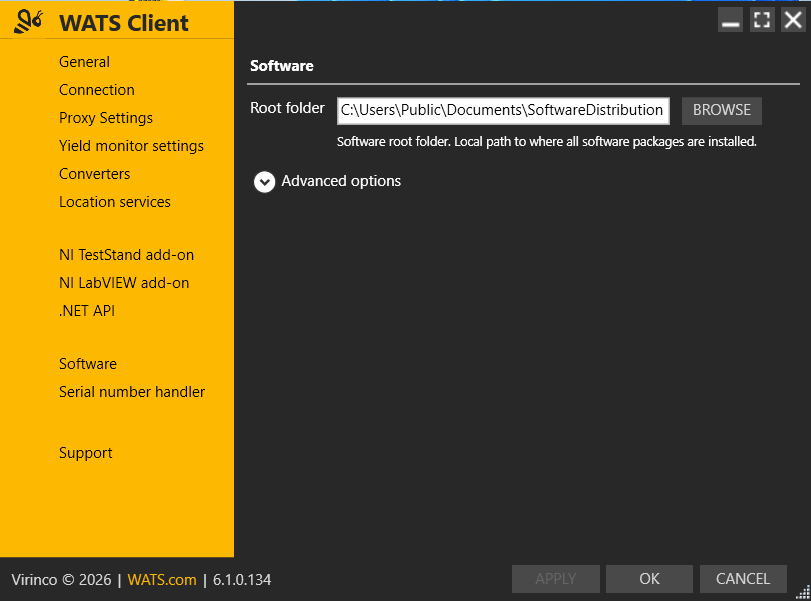 WATS Client
General
Connection
Proxy Settings
Yield monitor settings
Converters
Location services
NI TestStand add-on
NI LabVIEW add-on
.NET API
Software
Serial number handler
Support
Software
Root folder C:\Users\Public\Documents\SoftwareDistribution BROWSE
Software root folder. Local path to where all software packages are installed.
Advanced options
Virinco © 2026 | WATS.com | 6.1.0.134
APPLY OK CANCEL